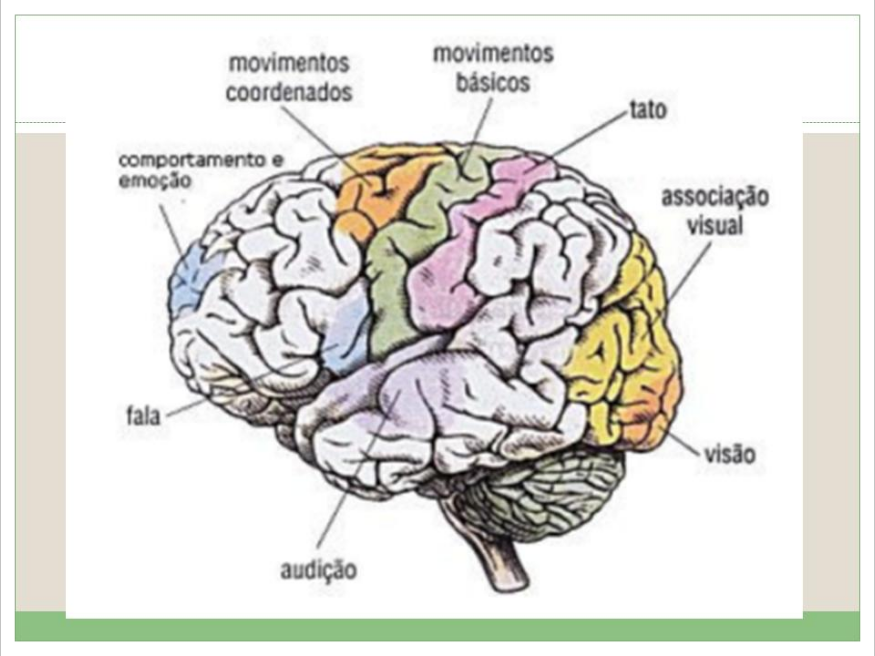 movimentos
coordenados
movimentos
básicos
tato
comportamento e
emoção
associação
visual
fala
visão
audição